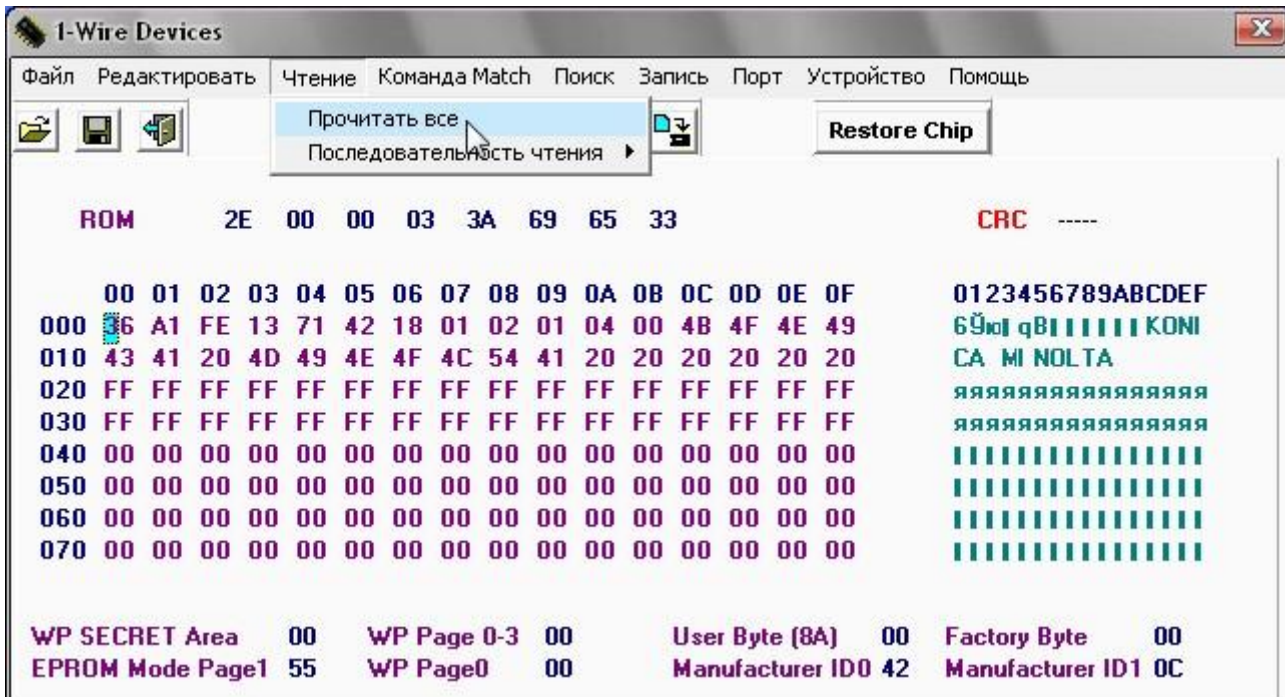 1-Wire Devices
Файл Редактировать Чтение Команда Match Поиск Запись Порт Устройство Помощь
Прочитать все
Restore Chip
Последовательность чтения
ROM 2E 00 00 03 3A 69 65 33 CRC -----
00 01 02 03 04 05 06 07 08 09 0A 0B 0C 0D 0E 0F 0123456789ABCDEF
000 36 A1 FE 13 71 42 18 01 02 01 04 00 4B 4F 4E 49 6Ўю qB KONI
010 43 41 20 4D 49 4E 4F 4C 54 41 20 20 20 20 20 20 CA MINOLTA
020 FF FF FF FF FF FF FF FF FF FF FF FF FF FF FF FF яяяяяяяяяяяяяяяя
030 FF FF FF FF FF FF FF FF FF FF FF FF FF FF FF FF яяяяяяяяяяяяяяяя
040 00 00 00 00 00 00 00 00 00 00 00 00 00 00 00 00
050 00 00 00 00 00 00 00 00 00 00 00 00 00 00 00 00
060 00 00 00 00 00 00 00 00 00 00 00 00 00 00 00 00
070 00 00 00 00 00 00 00 00 00 00 00 00 00 00 00 00
WP SECRET Area 00 WP Page 0-3 00 User Byte (8A) 00 Factory Byte 00
EPROM Mode Page1 55 WP Page0 00 Manufacturer ID0 42 Manufacturer ID1 0C